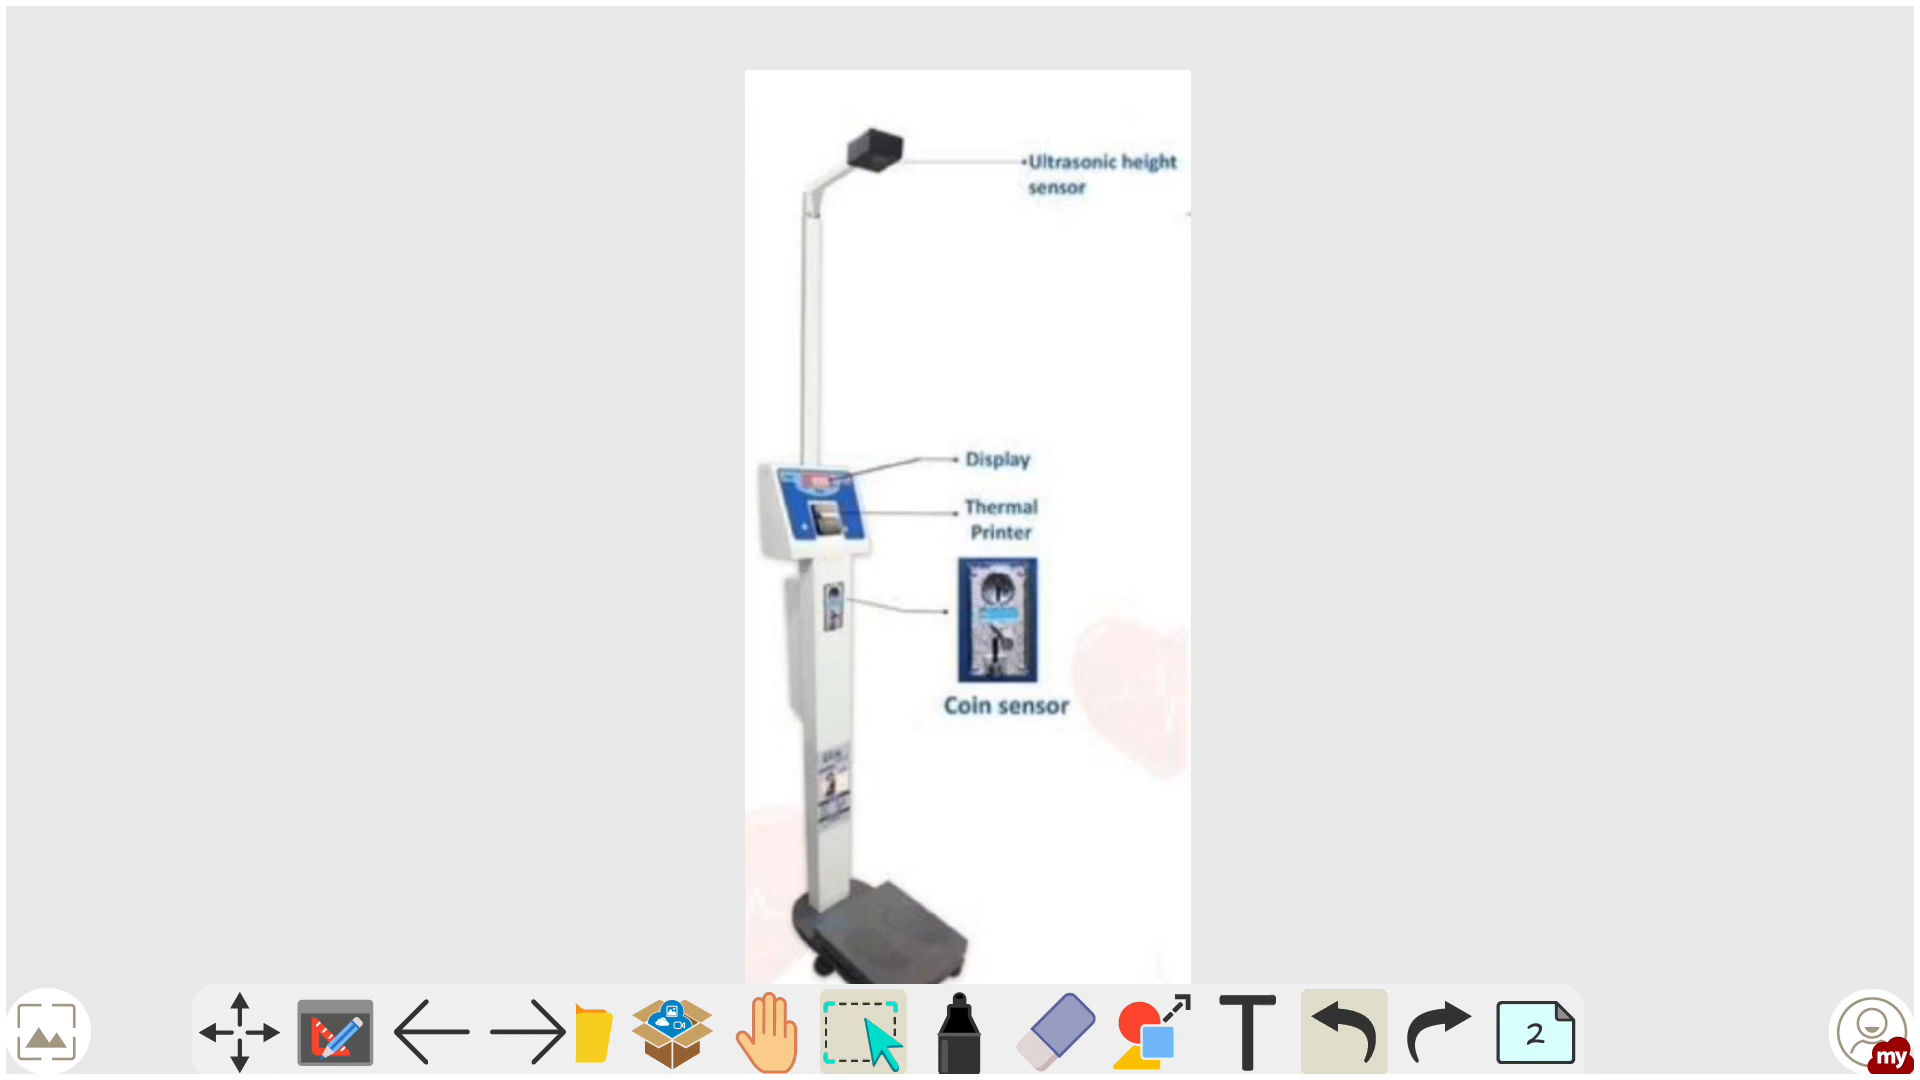 •Ultrasonic height
sensor
Display
Thermal
Printer
Coin sensor
2
my